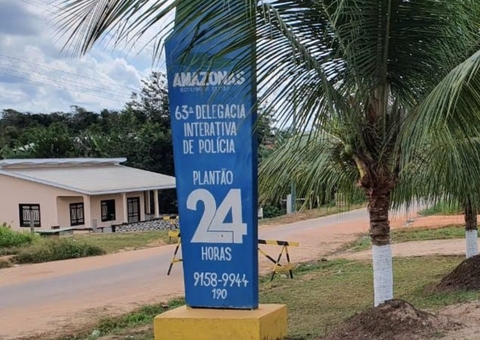 AMAZONAS
63ª DELEGACIA
INTERATIVA
DE POLÍCIA
PLANTÃO
24
HORAS
9158-9944
190